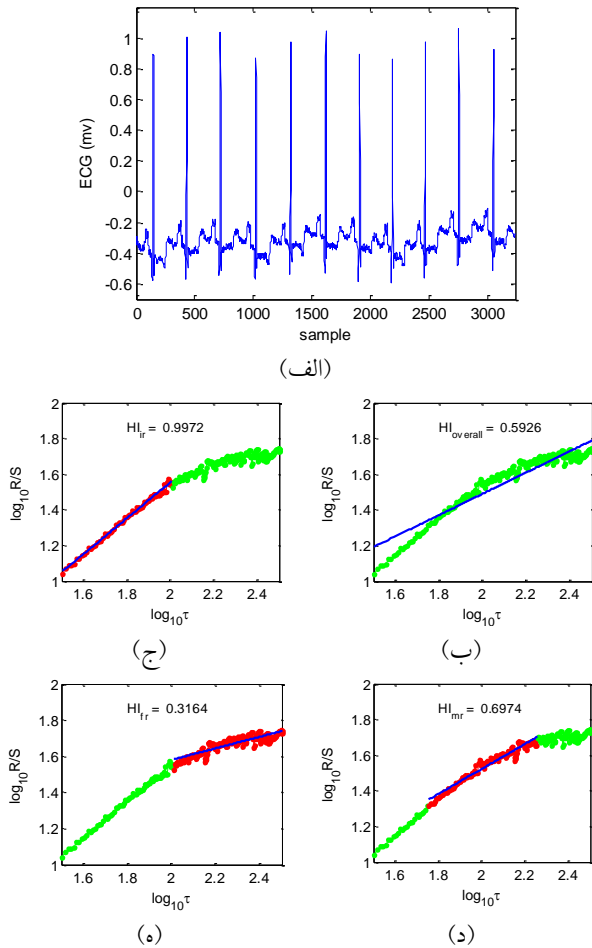 1
0.8
0.6
0.4
0.2
0
-0.2
-0.4
-0.6
ECG (mv)
0 500 1000 1500 2000 2500 3000
sample
(الف)
HI_ir = 0.9972
2
1.8
1.6
1.4
1.2
1
log10R/S
1.6 1.8 2 2.2 2.4
log10τ
(ج)
HI_overall = 0.5926
2
1.8
1.6
1.4
1.2
1
log10R/S
1.6 1.8 2 2.2 2.4
log10τ
(ب)
HI_fr = 0.3164
2
1.8
1.6
1.4
1.2
1
log10R/S
1.6 1.8 2 2.2 2.4
log10τ
(ه)
HI_mr = 0.6974
2
1.8
1.6
1.4
1.2
1
log10R/S
1.6 1.8 2 2.2 2.4
log10τ
(د)